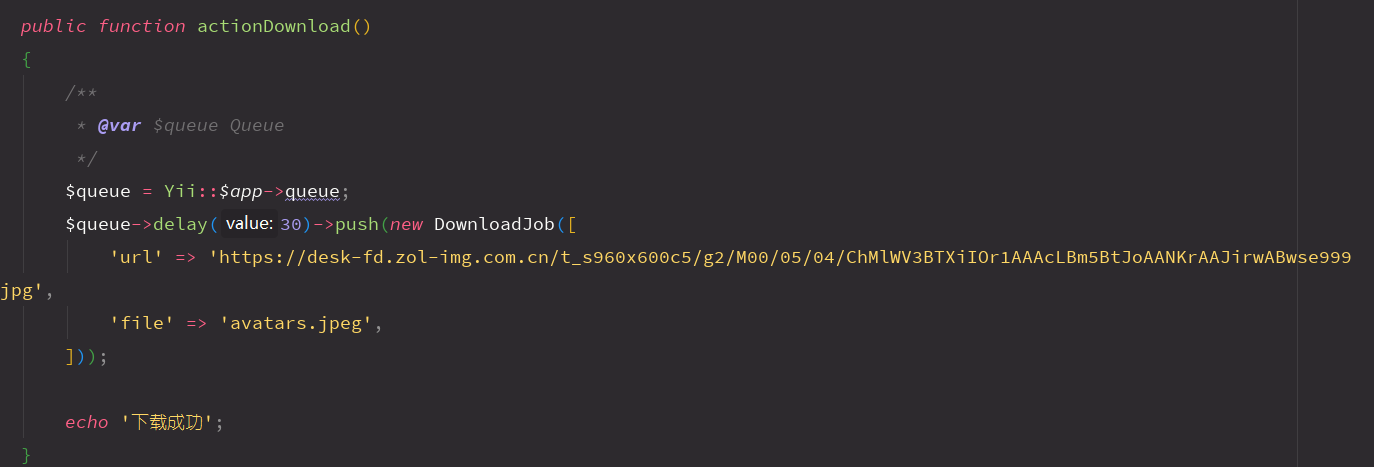 public function actionDownload()
{
/**
* @var $queue Queue
*/
$queue = Yii::$app->queue;
$queue->delay( value: 30)->push(new DownloadJob([
'url' => 'https://desk-fd.zol-img.com.cn/t_s960x600c5/g2/M00/05/04/ChMlWV3BTXiIOr1AAAcLBm5BtJoAANKrAAJirwABwse999
jpg',
'file' => 'avatars.jpeg',
]));
echo '下载成功';
}